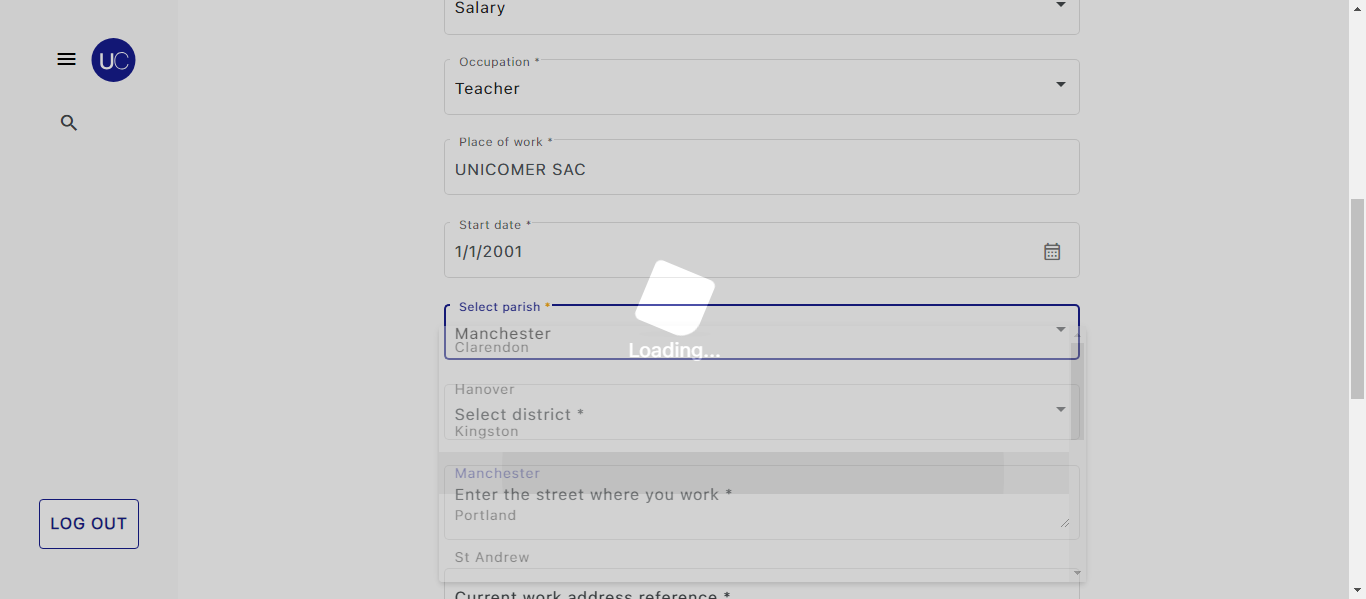 Salary
UC
Occupation *
Teacher
Place of work *
UNICOMER SAC
Start date *
1/1/2001
Select parish *
Manchester
Loading...
Clarendon
Hanover
Select district *
Kingston
Manchester
Enter the street where you work *
Portland
LOG OUT
St Andrew
Current work address reference *